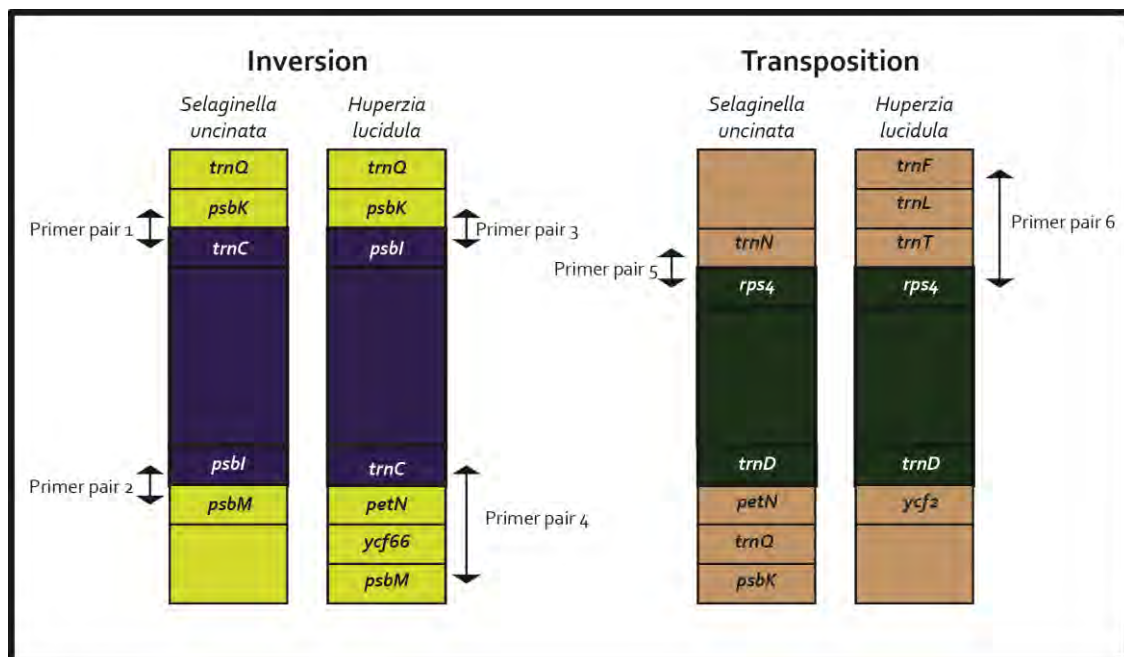 Inversion
Selaginella
uncinata
Huperzia
lucidula
trnQ
psbK
trnC
psbI
psbM
trnQ
psbK
psbI
trnC
petN
ycf66
psbM
Primer pair 1
Primer pair 2
Primer pair 3
Primer pair 4
Transposition
Selaginella
uncinata
Huperzia
lucidula
trnN
rps4
trnD
petN
trnQ
psbK
trnF
trnL
trnT
rps4
trnD
ycf2
Primer pair 5
Primer pair 6